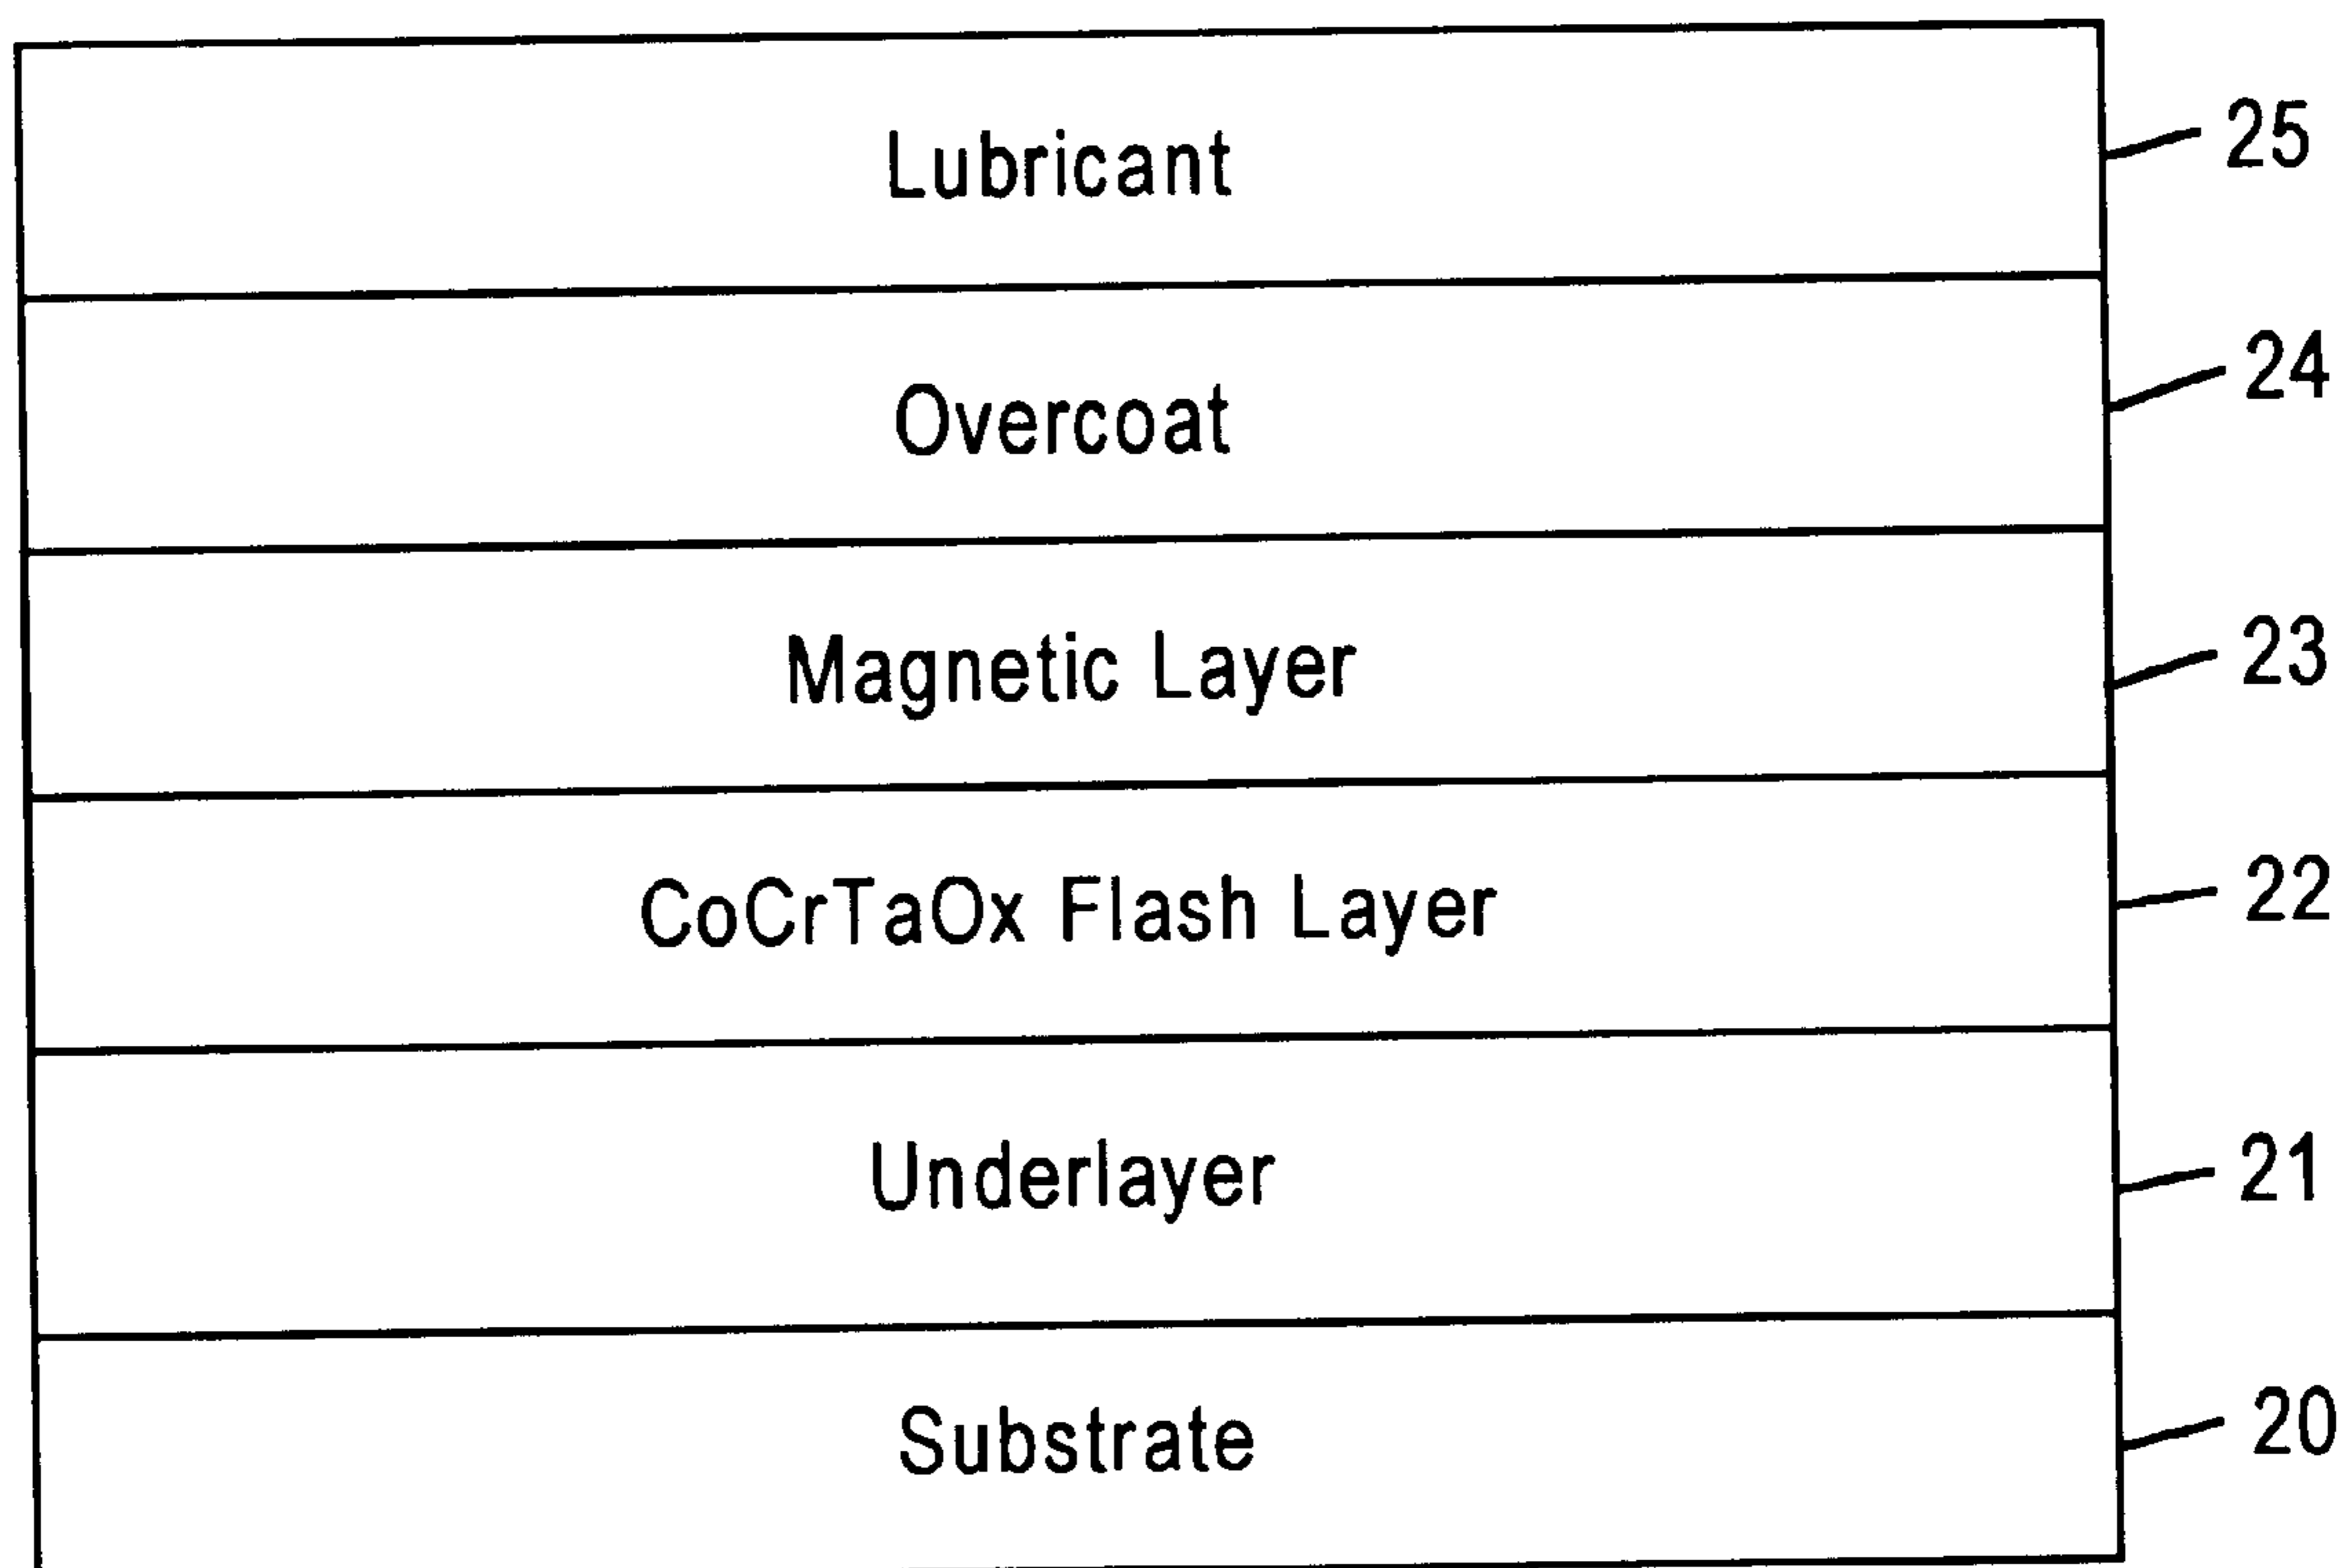 Lubricant 25
Overcoat 24
Magnetic Layer 23
CoCrTaOx Flash Layer 22
Underlayer 21
Substrate 20